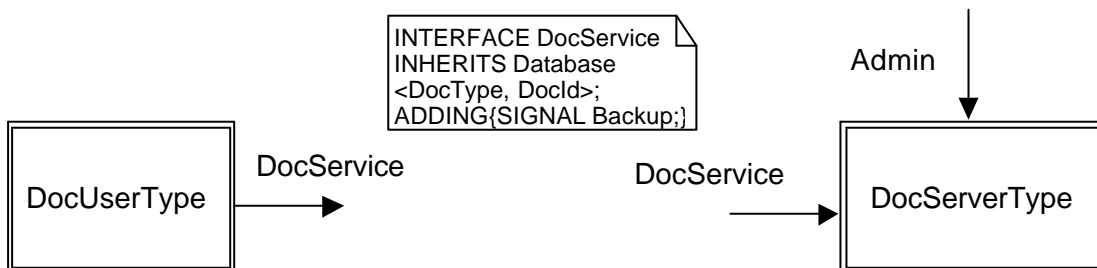 INTERFACE DocService
INHERITS Database
<DocType, DocId>;
ADDING{SIGNAL Backup;}
Admin
DocUserType
DocService
DocService
DocServerType